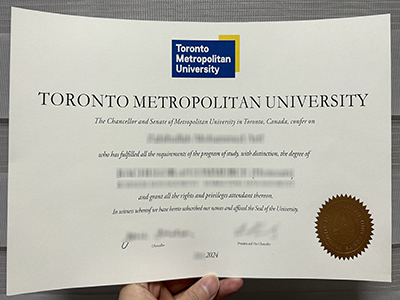 Toronto
Metropolitan
University
TORONTO METROPOLITAN UNIVERSITY
The Chancellor and Senate of Metropolitan University in Toronto, Canada, confer on
who has fulfilled all the requirements of the program of study, with distinction, the degree of
and grant all the rights and privileges attendant thereon.
In witness whereof we have hereto subscribed our names and affixed the Seal of the University.
Chancellor
President and Vice Chancellor
2024